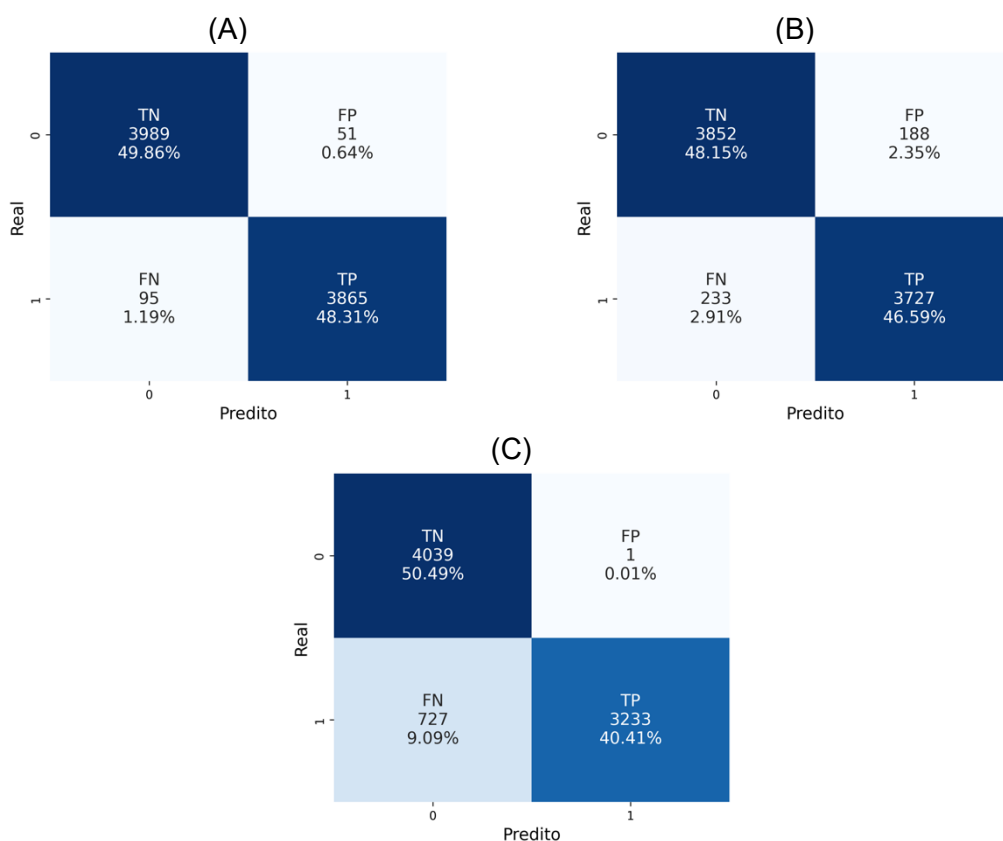 (A)
TN
3989
49.86%
FP
51
0.64%
FN
95
1.19%
TP
3865
48.31%
0
1
Real
0
1
Predito
(B)
TN
3852
48.15%
FP
188
2.35%
FN
233
2.91%
TP
3727
46.59%
0
1
Real
0
1
Predito
(C)
TN
4039
50.49%
FP
1
0.01%
FN
727
9.09%
TP
3233
40.41%
0
1
Real
0
1
Predito